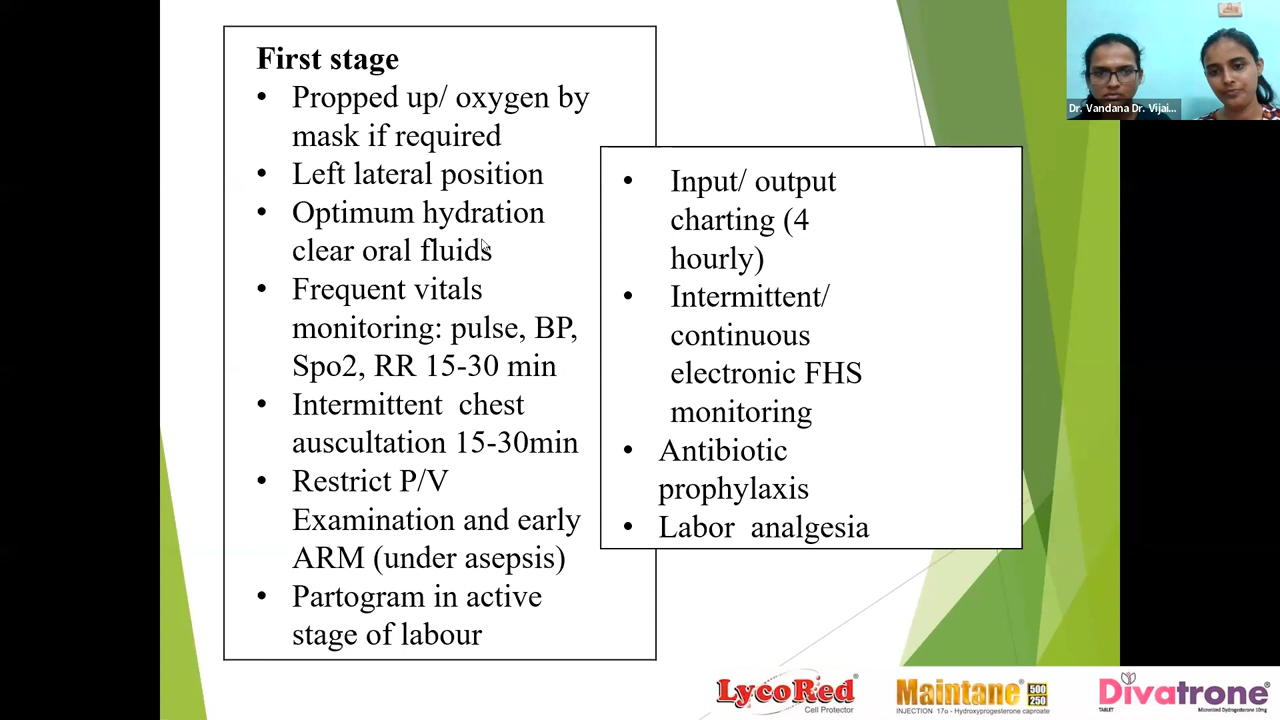 First stage
• Propped up/ oxygen by
mask if required
• Left lateral position
• Optimum hydration
clear oral fluids
• Frequent vitals
monitoring: pulse, BP,
Spo2, RR 15-30 min
• Intermittent chest
auscultation 15-30min
• Restrict P/V
Examination and early
ARM (under asepsis)
• Partogram in active
stage of labour
• Input/ output
charting (4
hourly)
• Intermittent/
continuous
electronic FHS
monitoring
• Antibiotic
prophylaxis
• Labor analgesia
Dr. Vandana Dr. Vijai...
LycoRed®
Cell Protector
Maintane® 500 250
INJECTION 17α - Hydroxyprogesterone caproate
Divatrone®
TABLET Micronized Dydrogesterone 10mg